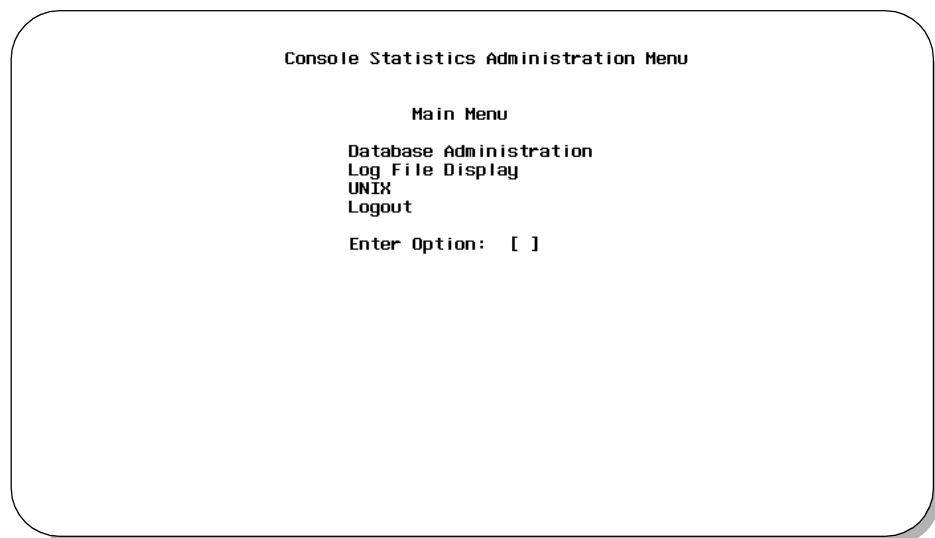 Console Statistics Administration Menu
Main Menu
Database Administration
Log File Display
UNIX
Logout
Enter Option: [ ]